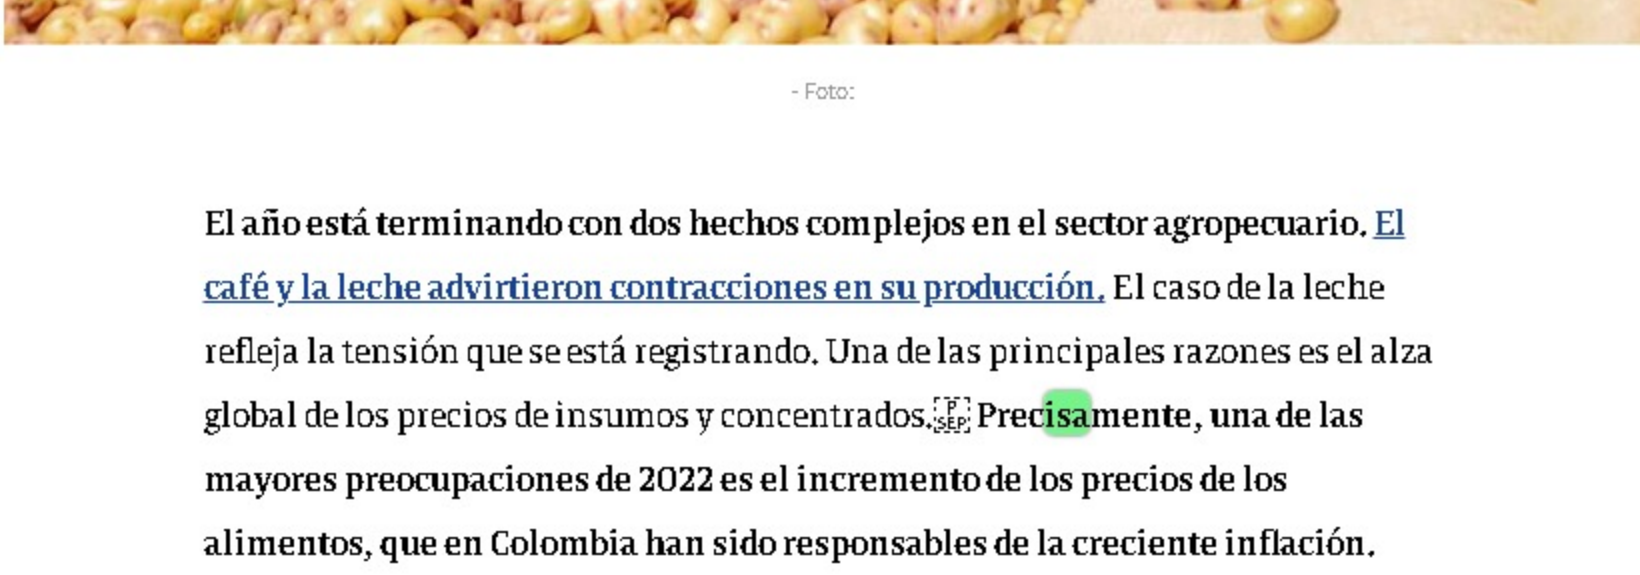 - Foto:
El año está terminando con dos hechos complejos en el sector agropecuario. El
café y la leche advirtieron contracciones en su producción. El caso de la leche
refleja la tensión que se está registrando. Una de las principales razones es el alza
global de los precios de insumos y concentrados. Precisamente, una de las
mayores preocupaciones de 2022 es el incremento de los precios de los
alimentos, que en Colombia han sido responsables de la creciente inflación.